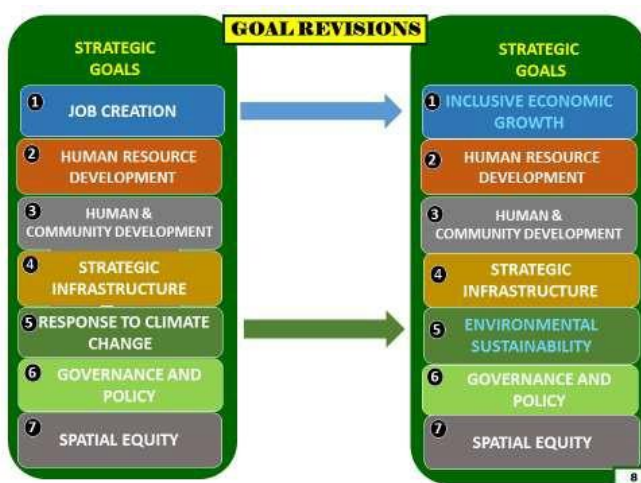 GOAL REVISIONS
STRATEGIC
GOALS
1 JOB CREATION
2 HUMAN RESOURCE
DEVELOPMENT
3 HUMAN &
COMMUNITY DEVELOPMENT
4 STRATEGIC
INFRASTRUCTURE
5 RESPONSE TO CLIMATE
CHANGE
6 GOVERNANCE AND
POLICY
7 SPATIAL EQUITY
STRATEGIC
GOALS
1 INCLUSIVE ECONOMIC
GROWTH
2 HUMAN RESOURCE
DEVELOPMENT
3 HUMAN &
COMMUNITY DEVELOPMENT
4 STRATEGIC
INFRASTRUCTURE
5 ENVIRONMENTAL
SUSTAINABILITY
6 GOVERNANCE AND
POLICY
7 SPATIAL EQUITY
8